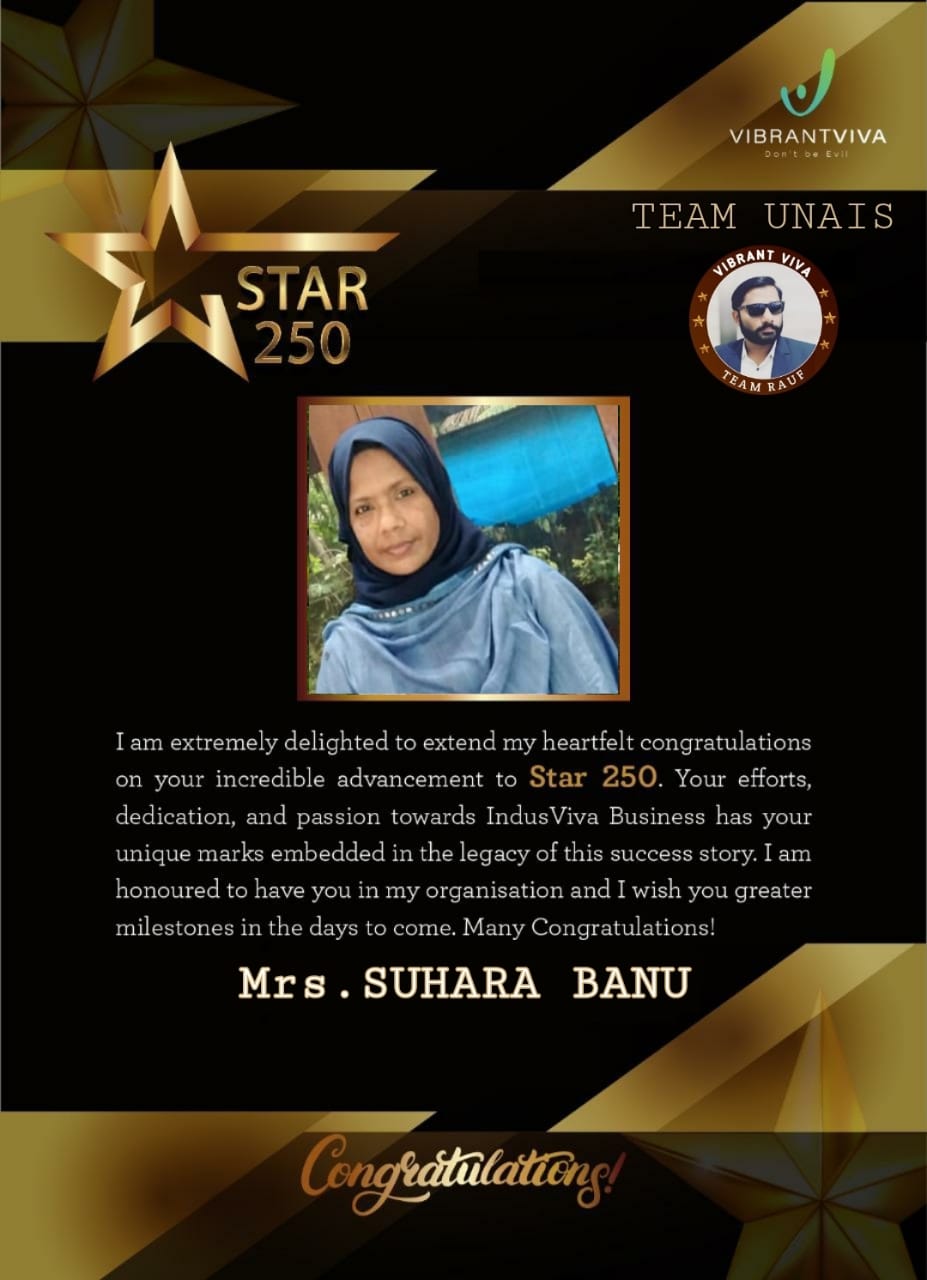 VIBRANTVIVA
Don't be Evil
TEAM UNAIS
STAR
250
VIBRANT VIVA
TEAM RAUF
I am extremely delighted to extend my heartfelt congratulations
on your incredible advancement to Star 250. Your efforts,
dedication, and passion towards IndusViva Business has your
unique marks embedded in the legacy of this success story. I am
honoured to have you in my organisation and I wish you greater
milestones in the days to come. Many Congratulations!
Mrs.SUHARA BANU
Congratulations!